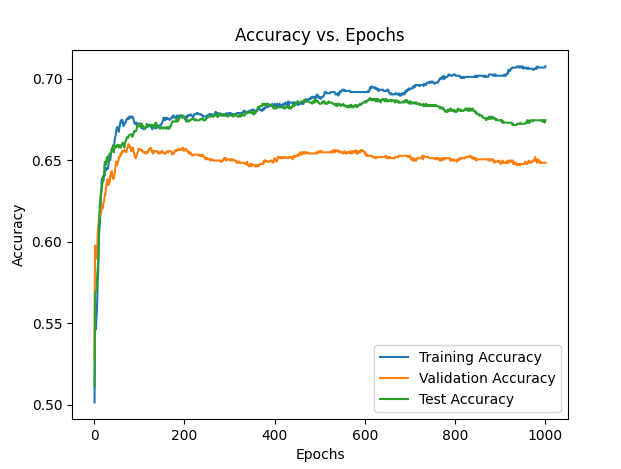 Accuracy vs. Epochs
0.70
0.65
0.60
0.55
0.50
Accuracy
0
200
400
600
800
1000
Epochs
Training Accuracy
Validation Accuracy
Test Accuracy